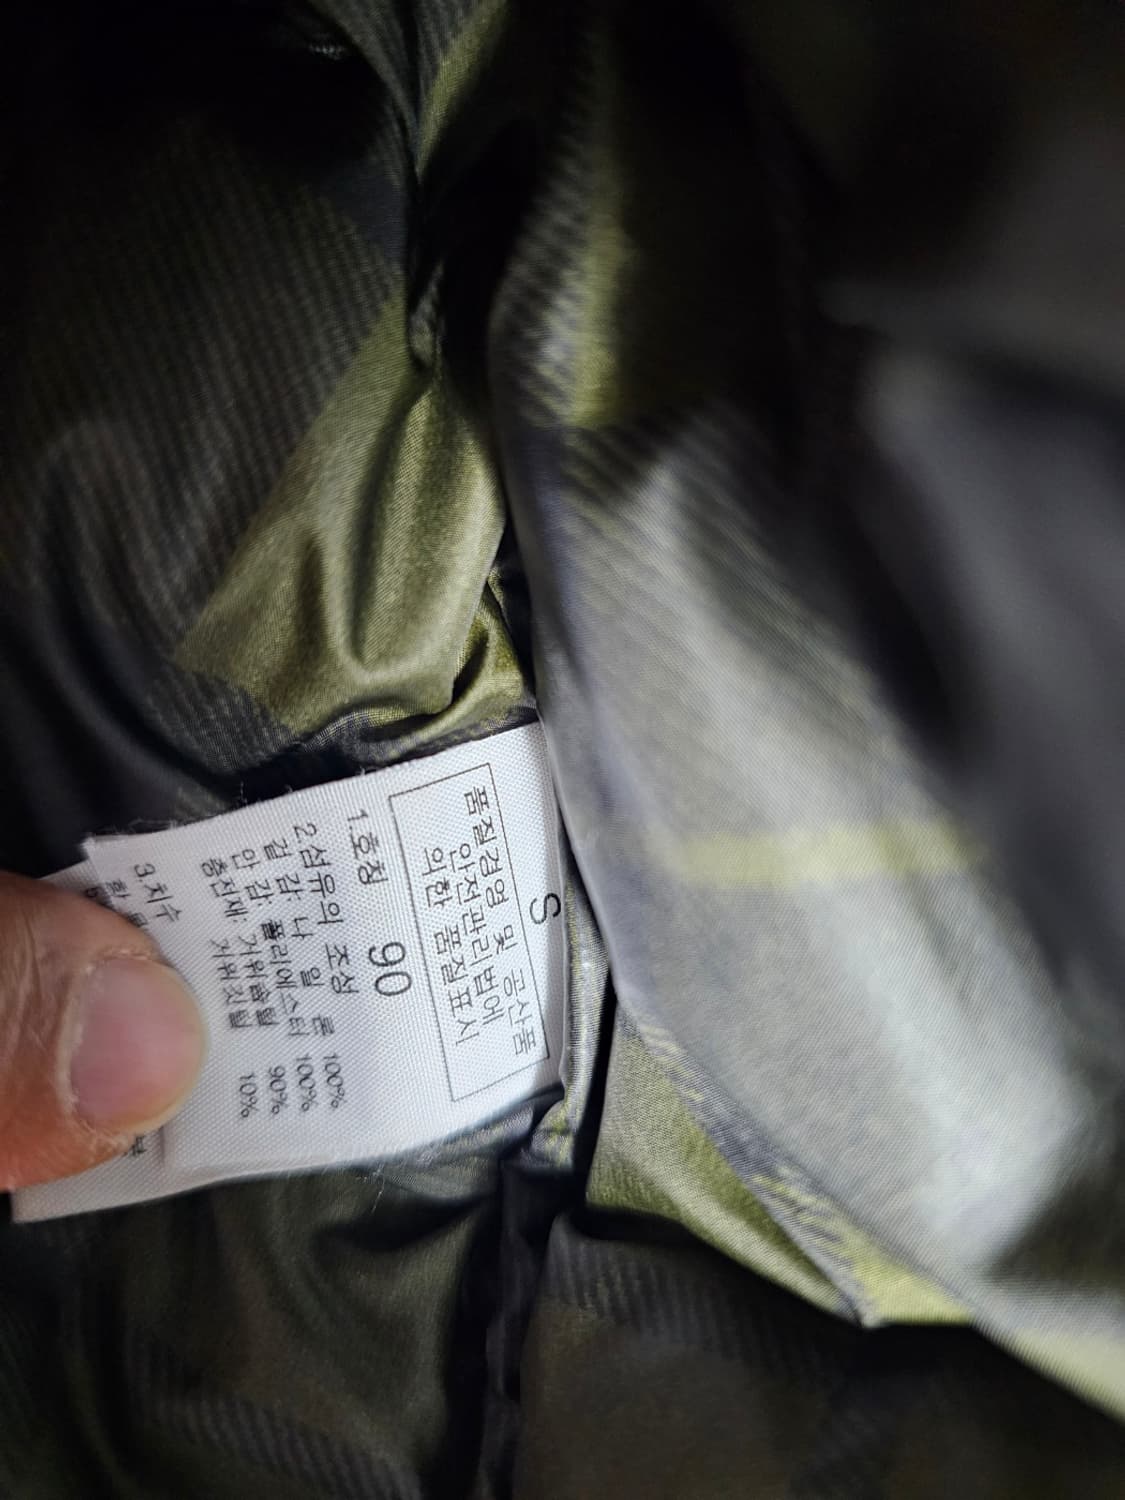 S
품질경영 및 공산품
안전관리법에
의한 품질표시
1.호칭 90
2.섬유의 조성
겉감: 나 일 론 100%
안감: 폴리에스터 100%
충전재: 거위솜털 90%
거위깃털 10%
3.치수